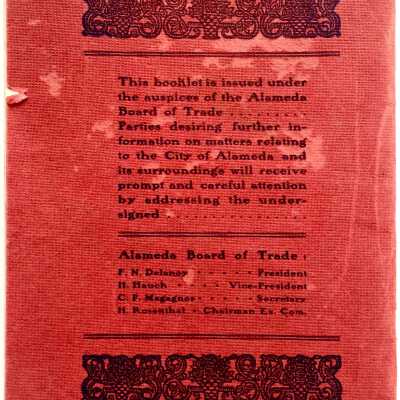 This booklet is issued under
the auspices of the Alameda
Board of Trade . . . . . . . . .
Parties desiring further in-
formation on matters relating
to the City of Alameda and
its surroundings will receive
prompt and careful attention
by addressing the under-
signed . . . . . . . . . . . . . . .
Alameda Board of Trade :
F. N. Delanoy · · · · · President
H. Hauch · · · Vice-President
C. F. Magagnos · · · · · Secretary
H. Rosenthal · Chairman Ex. Com.